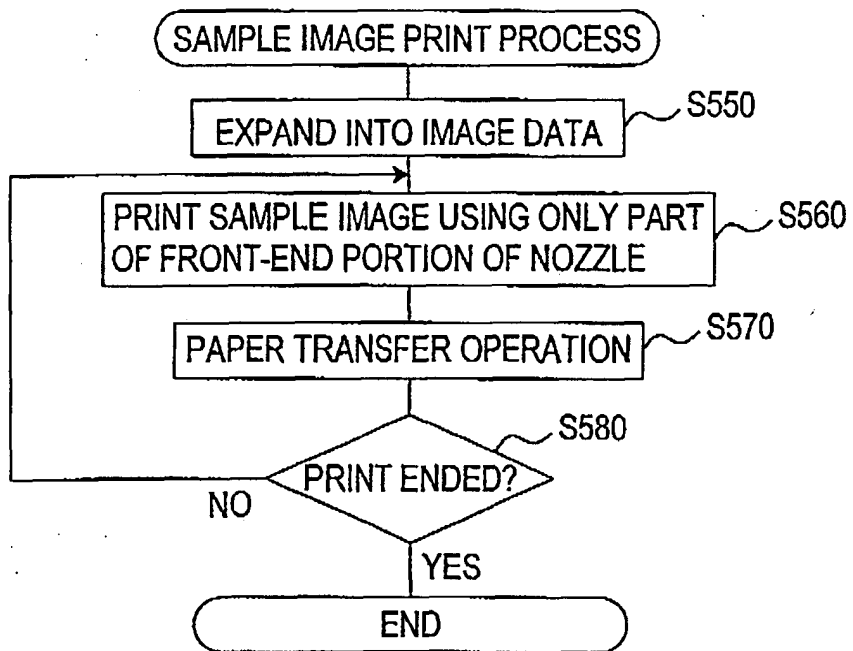 SAMPLE IMAGE PRINT PROCESS
S550
EXPAND INTO IMAGE DATA
PRINT SAMPLE IMAGE USING ONLY PART
OF FRONT-END PORTION OF NOZZLE
S560
S570
PAPER TRANSFER OPERATION
S580
PRINT ENDED?
NO
YES
END